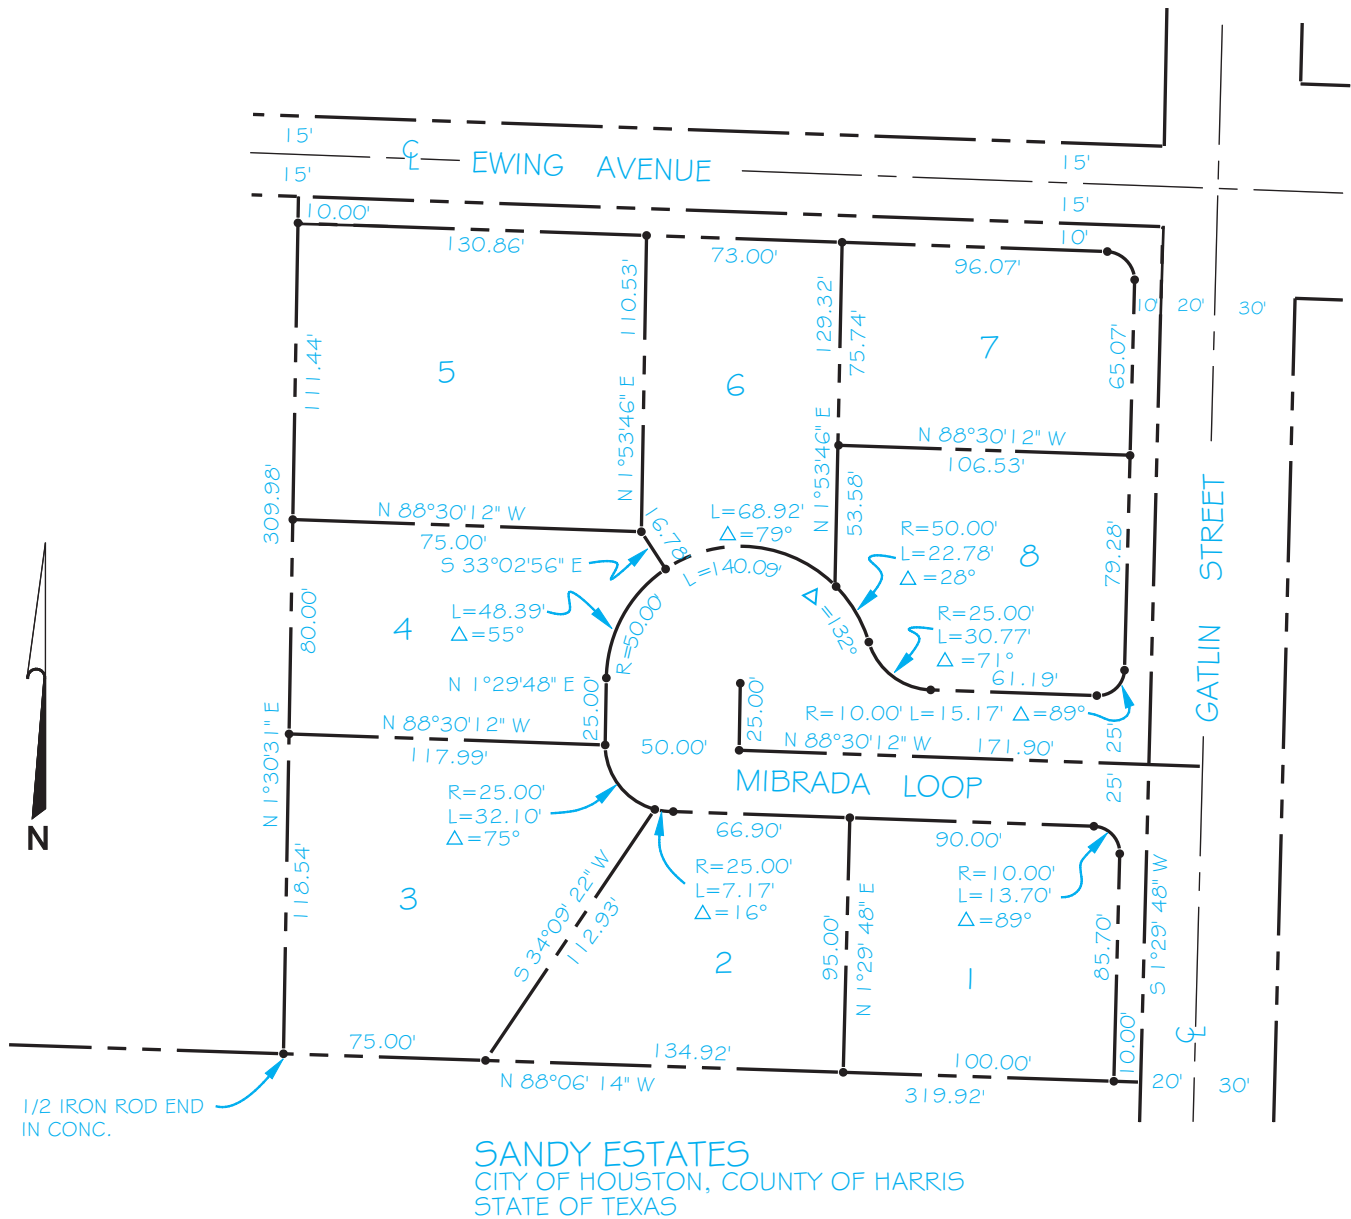 15'
℄ EWING AVENUE
15'
15'
15'
10.00'
10'
130.86'
73.00'
96.07'
10' 20' 30'
110.53'
N 1°53'46" E
129.32'
75.74'
N 1°53'46" E
53.58'
65.07'
111.44'
5
6
7
N 88°30'12" W
106.53'
309.98'
N 88°30'12" W
75.00'
S 33°02'56" E
16.78'
L=68.92'
△=79°
L=140.09'
△=132°
R=50.00'
L=22.78'
△=28°
8
79.28'
GATLIN STREET
80.00'
4
L=48.39'
△=55°
R=50.00'
R=25.00'
L=30.77'
△=71°
61.19'
N 1°29'48" E
25.00'
25.00'
R=10.00' L=15.17' △=89°
N 1°30'31" E
N 88°30'12" W
117.99'
50.00'
N 88°30'12" W 171.90'
25'
25'
MIBRADA LOOP
R=25.00'
L=32.10'
△=75°
66.90'
90.00'
N
118.54'
3
S 34°09' 22" W
112.93'
R=25.00'
L=7.17'
△=16°
R=10.00'
L=13.70'
△=89°
2
95.00'
N 1°29' 48" E
1
85.70'
S 1°29' 48" W
10.00'
℄
75.00'
134.92'
100.00'
N 88°06' 14" W
319.92'
20' 30'
1/2 IRON ROD END
IN CONC.
SANDY ESTATES
CITY OF HOUSTON, COUNTY OF HARRIS
STATE OF TEXAS